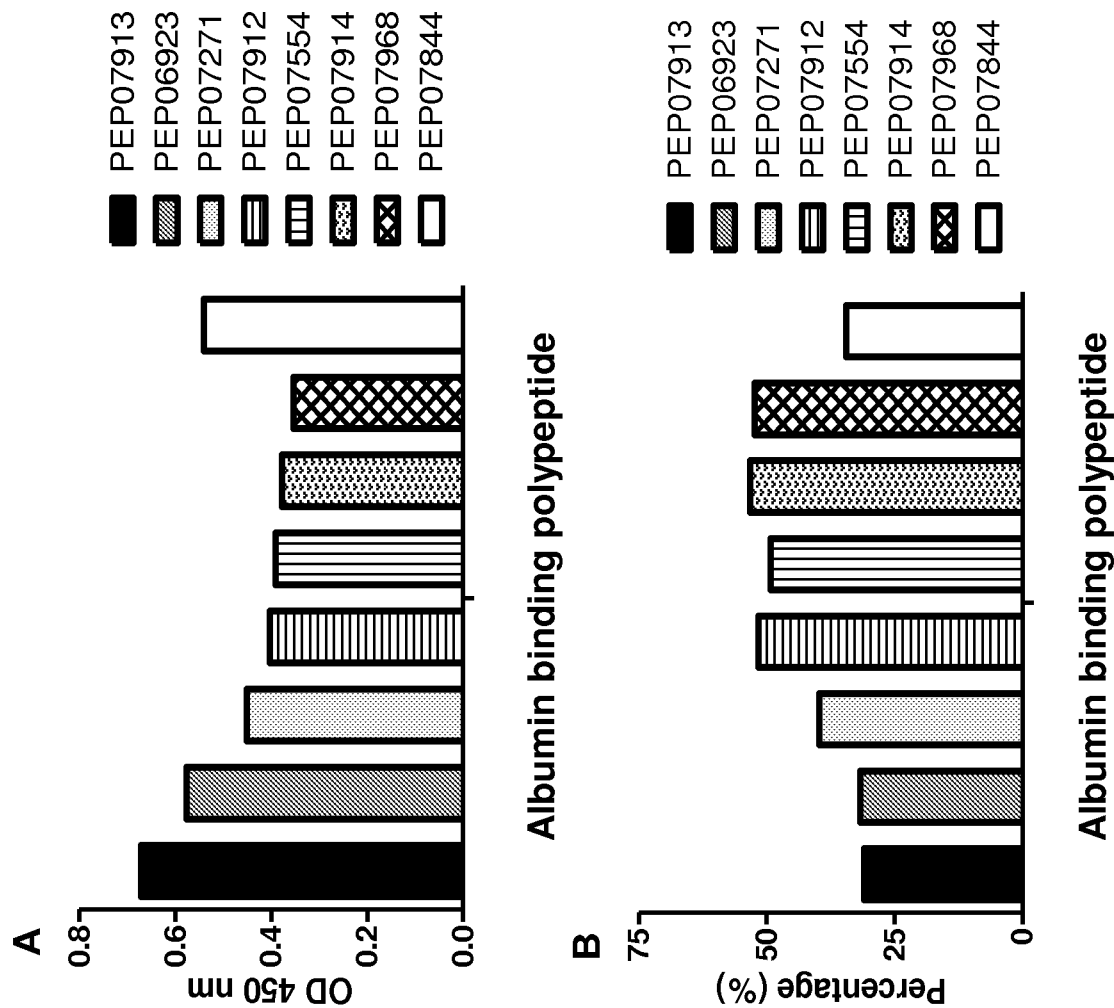 A
OD 450 nm
0.8
0.6
0.4
0.2
0.0
Albumin binding polypeptide
PEP07913
PEP06923
PEP07271
PEP07912
PEP07554
PEP07914
PEP07968
PEP07844
B
Percentage (%)
75
50
25
0
Albumin binding polypeptide
PEP07913
PEP06923
PEP07271
PEP07912
PEP07554
PEP07914
PEP07968
PEP07844